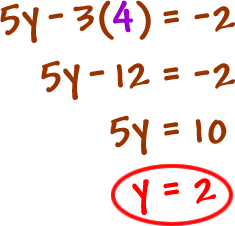 5y - 3(4) = -2
5y - 12 = -2
5y = 10
y = 2